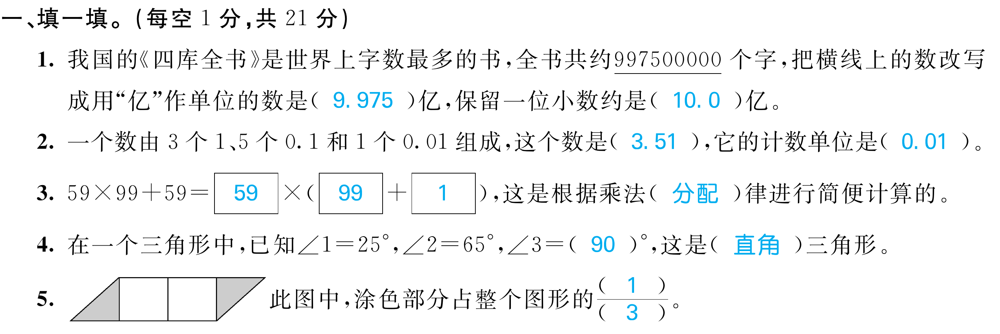 一、填一填。(每空 1 分,共 21 分)
1. 我国的《四库全书》是世界上字数最多的书,全书共约997500000 个字,把横线上的数改写
成用“亿”作单位的数是( 9.975 )亿,保留一位小数约是( 10.0 )亿。
2. 一个数由 3 个 1、5 个 0.1 和 1 个 0.01 组成,这个数是( 3.51 ),它的计数单位是( 0.01 )。
3. 59×99+59= 59 ×( 99 + 1 ),这是根据乘法( 分配 )律进行简便计算的。
4. 在一个三角形中,已知∠1=25°,∠2=65°,∠3=( 90 )°,这是( 直角 )三角形。
5. 此图中,涂色部分占整个图形的( 1 )/( 3 )。